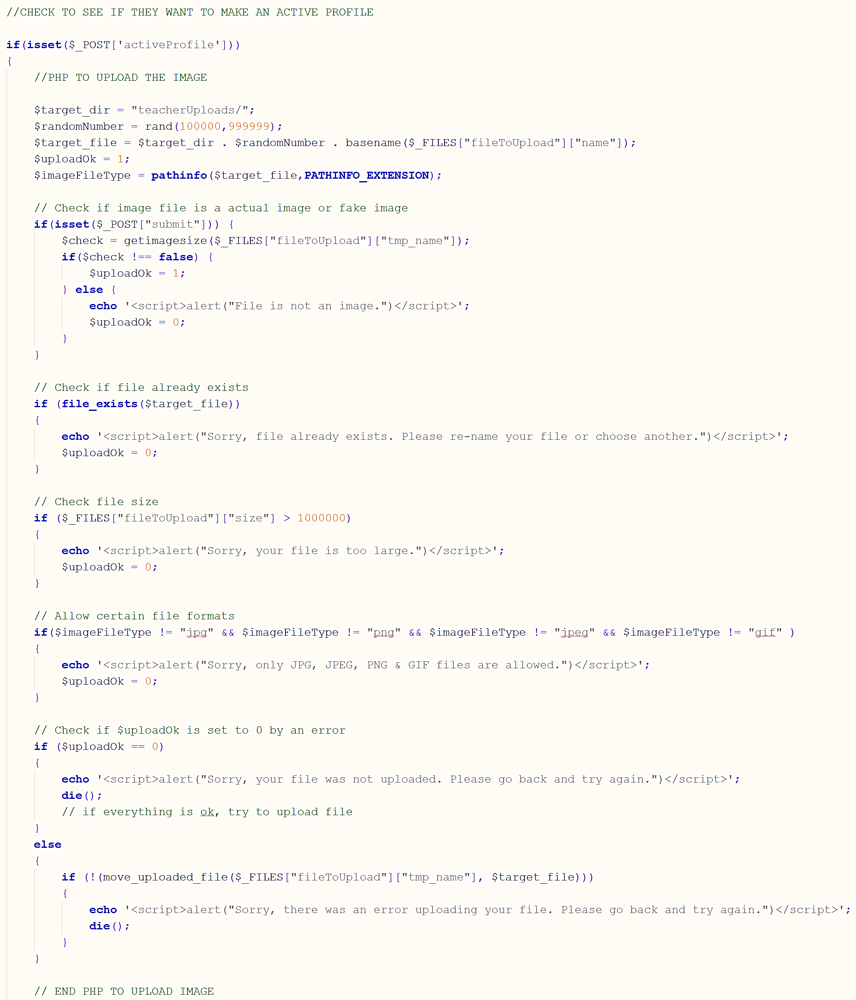 //CHECK TO SEE IF THEY WANT TO MAKE AN ACTIVE PROFILE
if(isset($_POST['activeProfile']))
{
//PHP TO UPLOAD THE IMAGE
$target_dir = "teacherUploads/";
$randomNumber = rand(100000,999999);
$target_file = $target_dir . $randomNumber . basename($_FILES["fileToUpload"]["name"]);
$uploadOk = 1;
$imageFileType = pathinfo($target_file,PATHINFO_EXTENSION);
// Check if image file is a actual image or fake image
if(isset($_POST["submit"])) {
$check = getimagesize($_FILES["fileToUpload"]["tmp_name"]);
if($check !== false) {
$uploadOk = 1;
} else {
echo '<script>alert("File is not an image.")</script>';
$uploadOk = 0;
}
}
// Check if file already exists
if (file_exists($target_file))
{
echo '<script>alert("Sorry, file already exists. Please re-name your file or choose another.")</script>';
$uploadOk = 0;
}
// Check file size
if ($_FILES["fileToUpload"]["size"] > 1000000)
{
echo '<script>alert("Sorry, your file is too large.")</script>';
$uploadOk = 0;
}
// Allow certain file formats
if($imageFileType != "jpg" && $imageFileType != "png" && $imageFileType != "jpeg" && $imageFileType != "gif" )
{
echo '<script>alert("Sorry, only JPG, JPEG, PNG & GIF files are allowed.")</script>';
$uploadOk = 0;
}
// Check if $uploadOk is set to 0 by an error
if ($uploadOk == 0)
{
echo '<script>alert("Sorry, your file was not uploaded. Please go back and try again.")</script>';
die();
// if everything is ok, try to upload file
}
else
{
if (!(move_uploaded_file($_FILES["fileToUpload"]["tmp_name"], $target_file)))
{
echo '<script>alert("Sorry, there was an error uploading your file. Please go back and try again.")</script>';
die();
}
}
// END PHP TO UPLOAD IMAGE